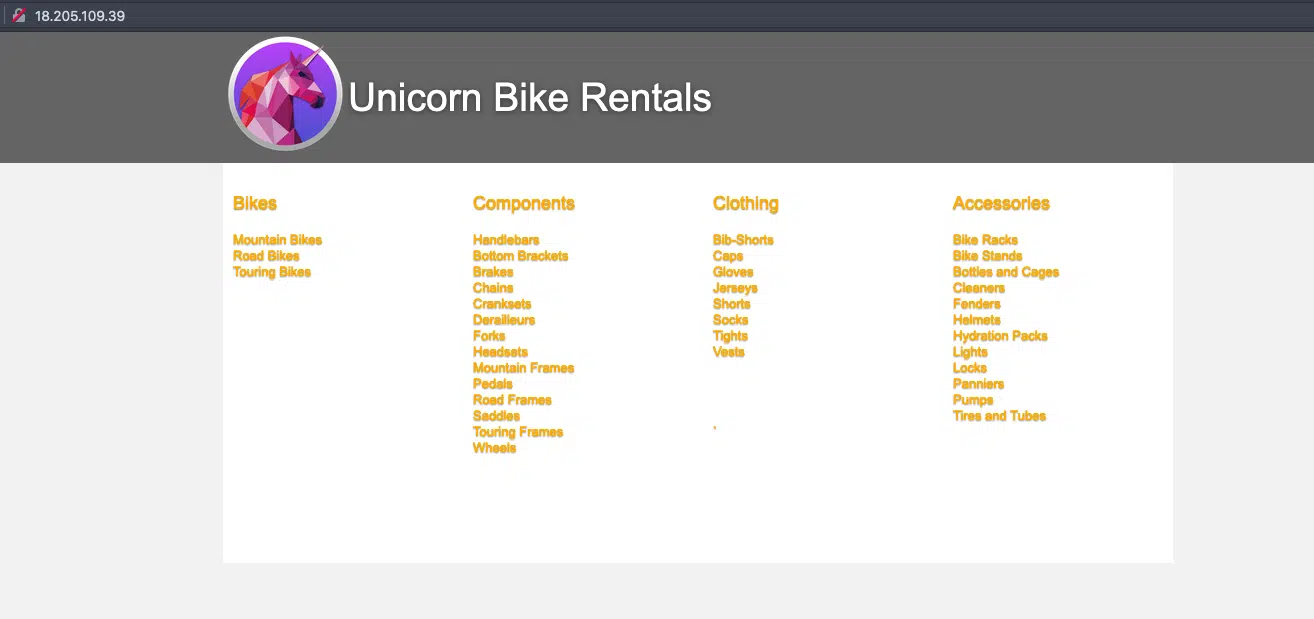 18.205.109.39
Unicorn Bike Rentals
Bikes
Mountain Bikes
Road Bikes
Touring Bikes
Components
Handlebars
Bottom Brackets
Brakes
Chains
Cranksets
Derailleurs
Forks
Headsets
Mountain Frames
Pedals
Road Frames
Saddles
Touring Frames
Wheels
Clothing
Bib-Shorts
Caps
Gloves
Jerseys
Shorts
Socks
Tights
Vests
,
Accessories
Bike Racks
Bike Stands
Bottles and Cages
Cleaners
Fenders
Helmets
Hydration Packs
Lights
Locks
Panniers
Pumps
Tires and Tubes